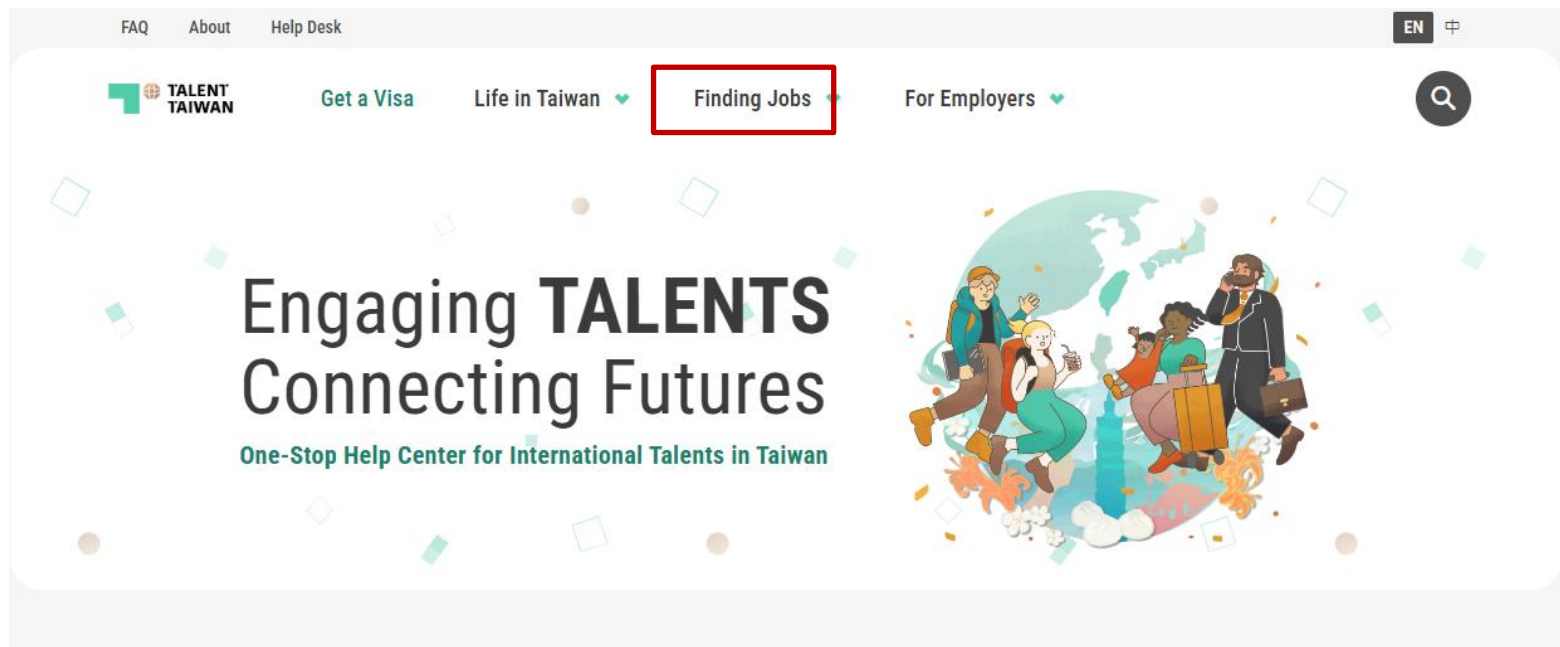 FAQ About Help Desk EN 中
TALENT
TAIWAN
Get a Visa Life in Taiwan Finding Jobs For Employers
Engaging TALENTS
Connecting Futures
One-Stop Help Center for International Talents in Taiwan